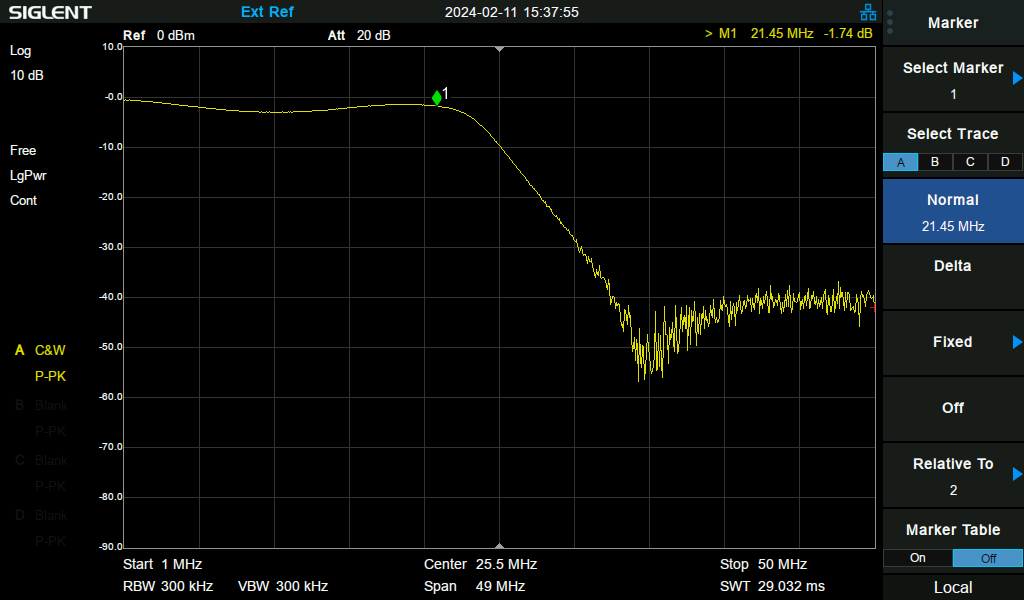 SIGLENT Ext Ref 2024-02-11 15:37:55
Ref 0 dBm Att 20 dB > M1 21.45 MHz -1.74 dB
Log
10 dB
Free
LgPwr
Cont
A C&W
P-PK
B Blank
P-PK
C Blank
P-PK
D Blank
P-PK
10.0
-0.0
-10.0
-20.0
-30.0
-40.0
-50.0
-60.0
-70.0
-80.0
-90.0
1
Start 1 MHz Center 25.5 MHz Stop 50 MHz
RBW 300 kHz VBW 300 kHz Span 49 MHz SWT 29.032 ms
Marker
Select Marker
1
Select Trace
A B C D
Normal
21.45 MHz
Delta
Fixed
Off
Relative To
2
Marker Table
On Off
Local